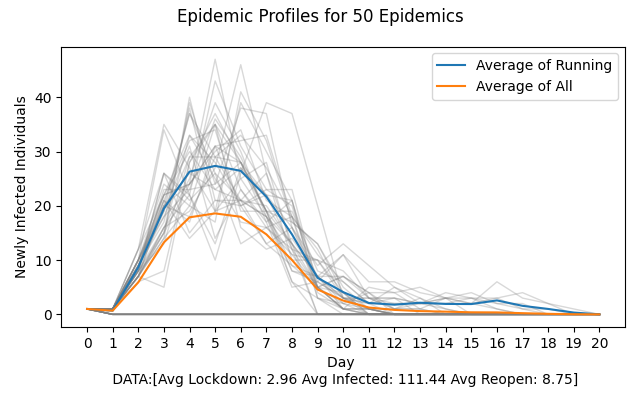 Epidemic Profiles for 50 Epidemics
Average of Running
Average of All
Newly Infected Individuals
40
30
20
10
0
0 1 2 3 4 5 6 7 8 9 10 11 12 13 14 15 16 17 18 19 20
Day
DATA:[Avg Lockdown: 2.96 Avg Infected: 111.44 Avg Reopen: 8.75]